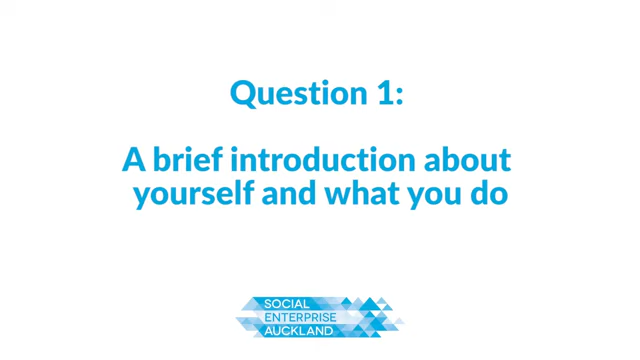 Question 1:
A brief introduction about
yourself and what you do
SOCIAL
ENTERPRISE
AUCKLAND